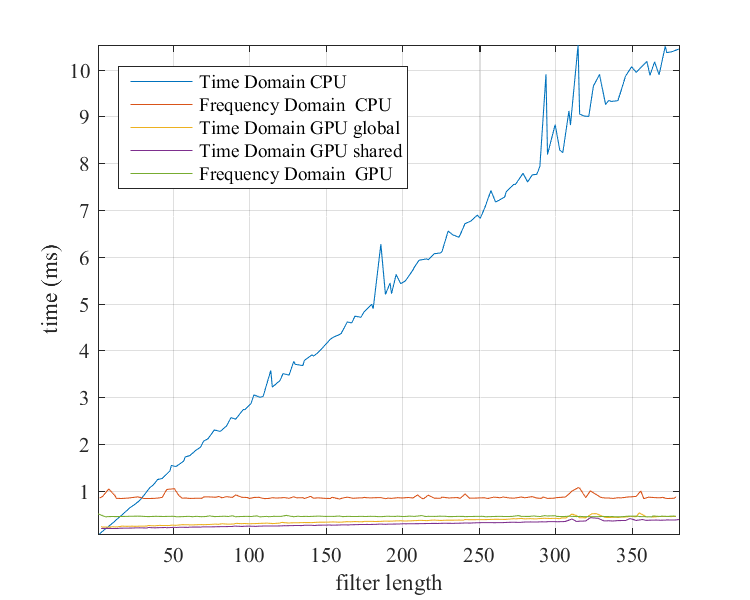 10
9
8
7
6
5
4
3
2
1
time (ms)
Time Domain CPU
Frequency Domain  CPU
Time Domain GPU global
Time Domain GPU shared
Frequency Domain  GPU
50 100 150 200 250 300 350
filter length